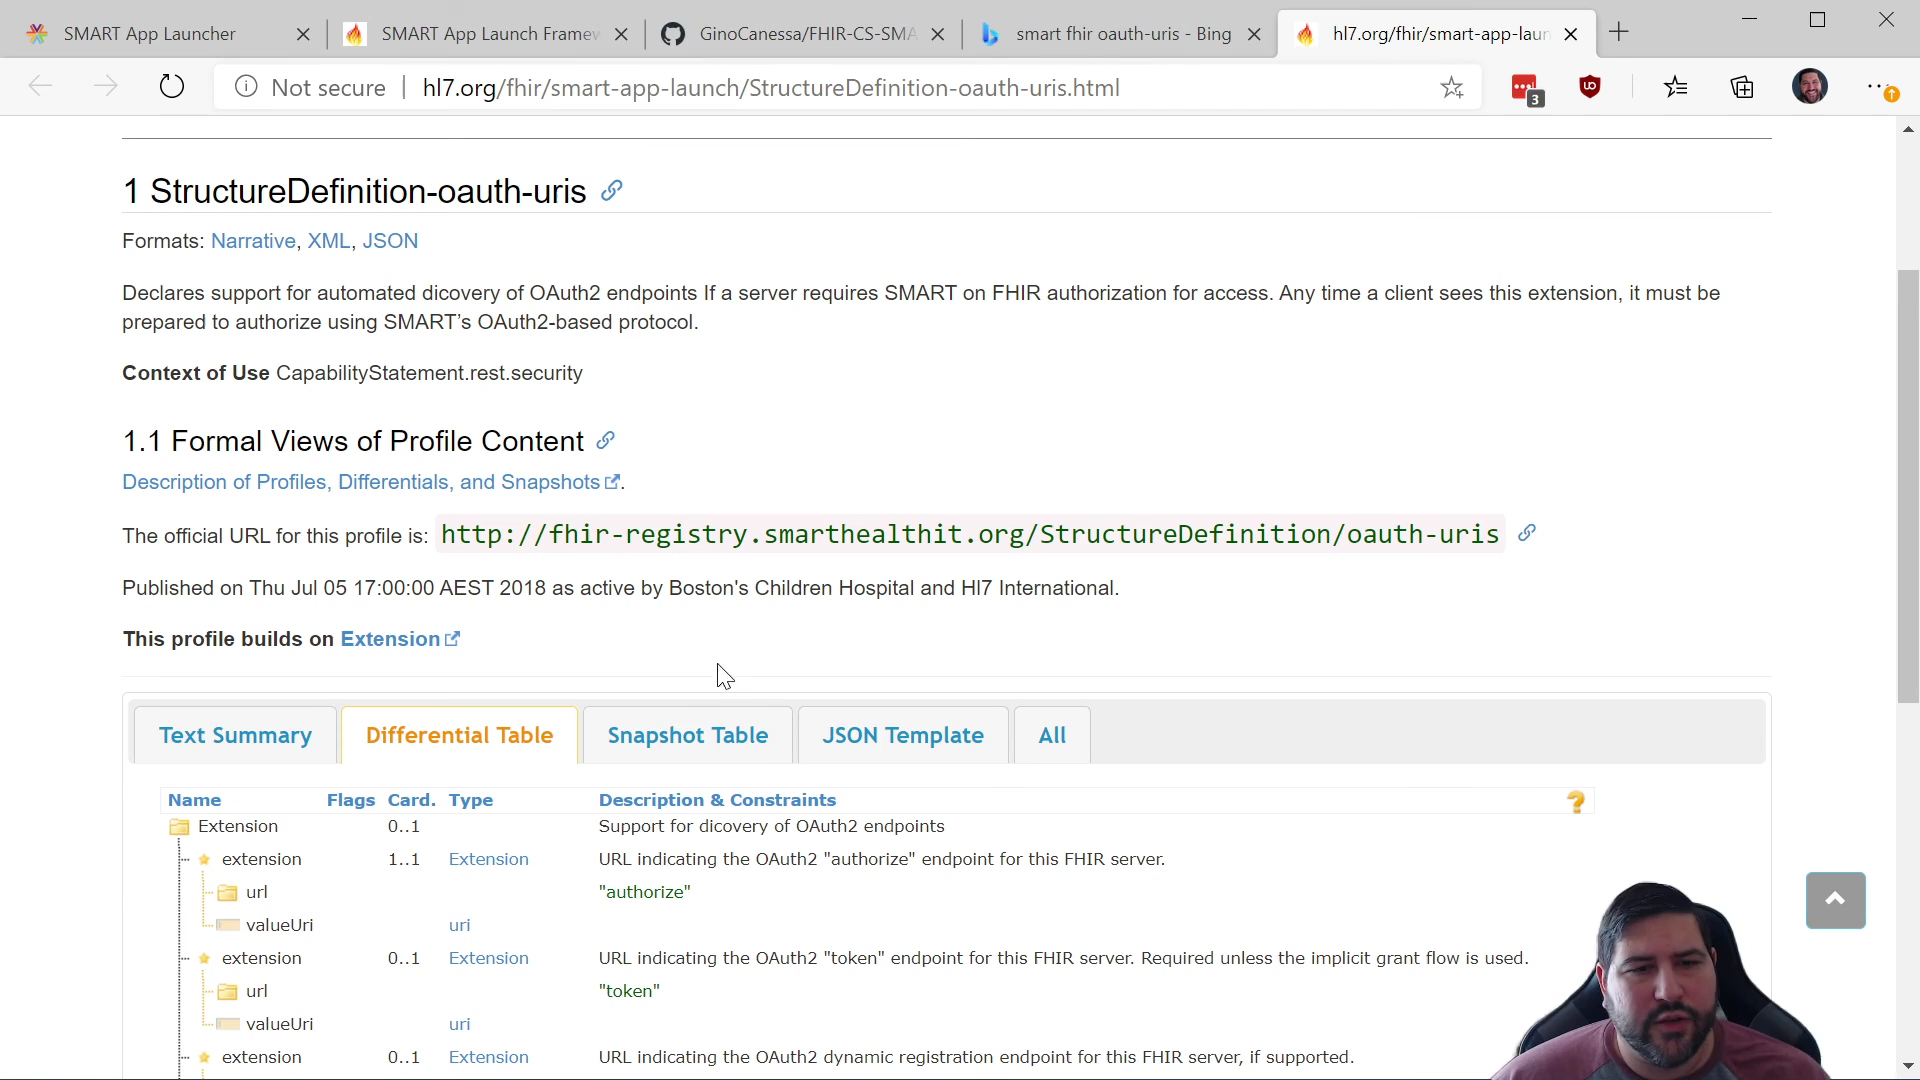 SMART App Launcher
SMART App Launch Framew
GinoCanessa/FHIR-CS-SMA
smart fhir oauth-uris - Bing
hl7.org/fhir/smart-app-laun
Not secure
hl7.org/fhir/smart-app-launch/StructureDefinition-oauth-uris.html
3
1 StructureDefinition-oauth-uris
Formats: Narrative, XML, JSON
Declares support for automated dicovery of OAuth2 endpoints If a server requires SMART on FHIR authorization for access. Any time a client sees this extension, it must be
prepared to authorize using SMART's OAuth2-based protocol.
Context of Use CapabilityStatement.rest.security
1.1 Formal Views of Profile Content
Description of Profiles, Differentials, and Snapshots.
The official URL for this profile is: http://fhir-registry.smarthealthit.org/StructureDefinition/oauth-uris
Published on Thu Jul 05 17:00:00 AEST 2018 as active by Boston's Children Hospital and Hl7 International.
This profile builds on Extension
Text Summary Differential Table Snapshot Table JSON Template All
Name Flags Card. Type Description & Constraints ?
Extension 0..1 Support for dicovery of OAuth2 endpoints
extension 1..1 Extension URL indicating the OAuth2 "authorize" endpoint for this FHIR server.
url "authorize"
valueUri uri
extension 0..1 Extension URL indicating the OAuth2 "token" endpoint for this FHIR server. Required unless the implicit grant flow is used.
url "token"
valueUri uri
extension 0..1 Extension URL indicating the OAuth2 dynamic registration endpoint for this FHIR server, if supported.